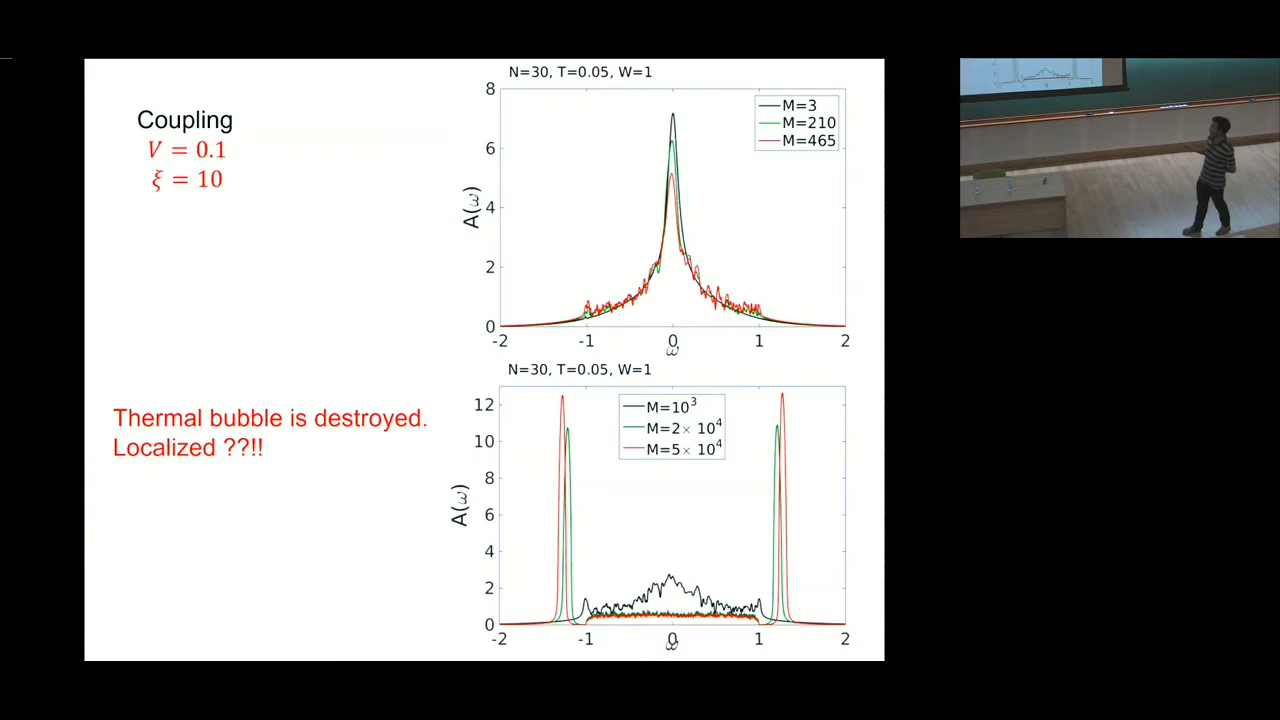 Coupling
V = 0.1
ξ = 10
Thermal bubble is destroyed.
Localized ??!!
N=30, T=0.05, W=1
M=3
M=210
M=465
A(ω)
8
6
4
2
0
-2 -1 0 1 2
ω
N=30, T=0.05, W=1
M=10³
M=2× 10⁴
M=5× 10⁴
A(ω)
12
10
8
6
4
2
0
-2 -1 0 1 2
ω